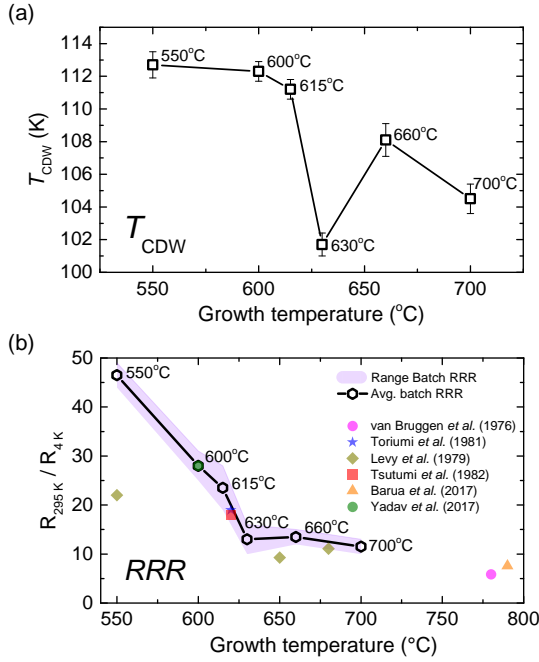 (a)
114
112
110
108
106
104
102
100
T_CDW (K)
550°C
600°C
615°C
630°C
660°C
700°C
T_CDW
550
600
650
700
Growth temperature (°C)
(b)
50
40
30
20
10
0
R_295 K / R_4 K
550°C
600°C
615°C
630°C
660°C
700°C
Range Batch RRR
Avg. batch RRR
van Bruggen et al. (1976)
Toriumi et al. (1981)
Levy et al. (1979)
Tsutumi et al. (1982)
Barua et al. (2017)
Yadav et al. (2017)
RRR
500
550
600
650
700
750
800
Growth temperature (°C)